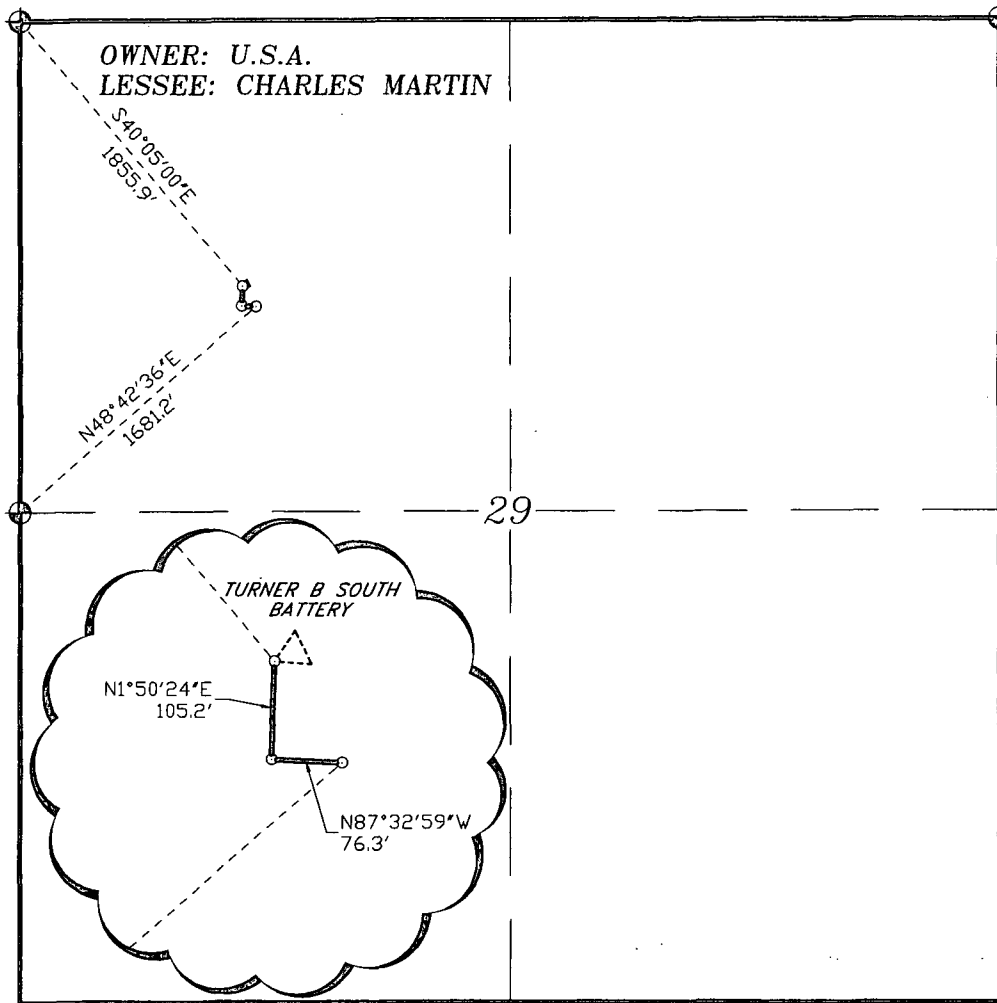 OWNER: U.S.A.
LESSEE: CHARLES MARTIN
S40°05'00"E
1855.9'
N48°42'36"E
1681.2'
29
TURNER B SOUTH
BATTERY
N1°50'24"E
105.2'
N87°32'59"W
76.3'